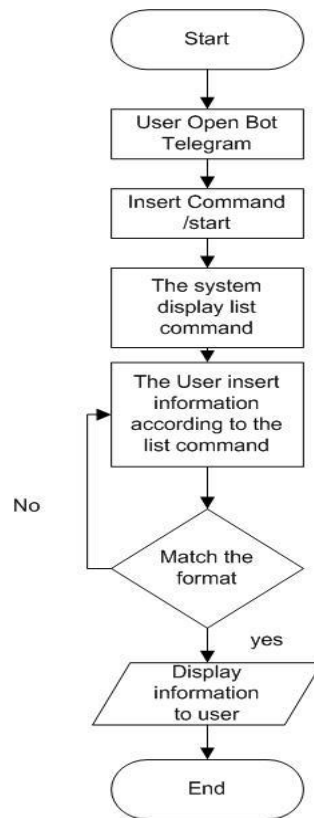 Start
User Open Bot
Telegram
Insert Command
/start
The system
display list
command
The User insert
information
according to the
list command
No
Match the
format
yes
Display
information
to user
End